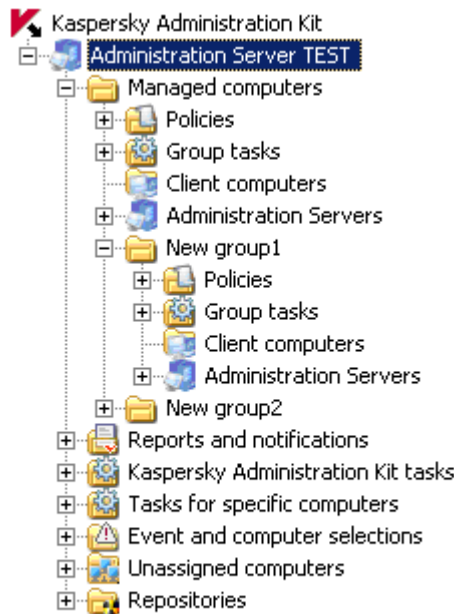 Kaspersky Administration Kit
Administration Server TEST
Managed computers
Policies
Group tasks
Client computers
Administration Servers
New group1
Policies
Group tasks
Client computers
Administration Servers
New group2
Reports and notifications
Kaspersky Administration Kit tasks
Tasks for specific computers
Event and computer selections
Unassigned computers
Repositories